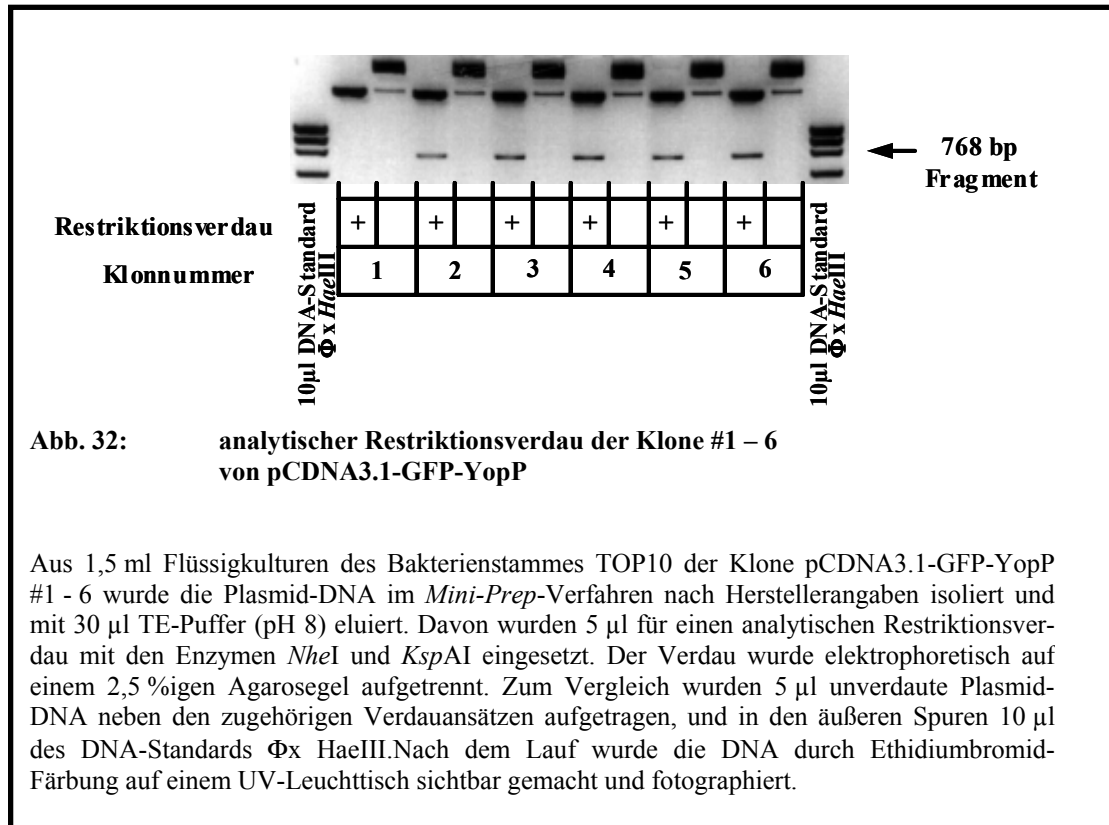 768 bp
Fragment
Restriktionsverdau + + + + + +
Klonnummer 1 2 3 4 5 6
10µl DNA-Standard
Φ x HaeIII
10µl DNA-Standard
Φ x HaeIII
Abb. 32: analytischer Restriktionsverdau der Klone #1 – 6
von pCDNA3.1-GFP-YopP
Aus 1,5 ml Flüssigkulturen des Bakterienstammes TOP10 der Klone pCDNA3.1-GFP-YopP
#1 - 6 wurde die Plasmid-DNA im Mini-Prep-Verfahren nach Herstellerangaben isoliert und
mit 30 µl TE-Puffer (pH 8) eluiert. Davon wurden 5 µl für einen analytischen Restriktionsver-
dau mit den Enzymen NheI und KspAI eingesetzt. Der Verdau wurde elektrophoretisch auf
einem 2,5 %igen Agarosegel aufgetrennt. Zum Vergleich wurden 5 µl unverdaute Plasmid-
DNA neben den zugehörigen Verdauansätzen aufgetragen, und in den äußeren Spuren 10 µl
des DNA-Standards Φx HaeIII.Nach dem Lauf wurde die DNA durch Ethidiumbromid-
Färbung auf einem UV-Leuchttisch sichtbar gemacht und fotographiert.